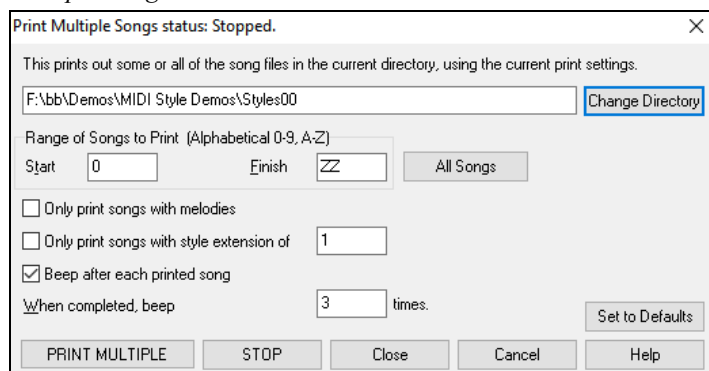 Print Multiple Songs status: Stopped.
This prints out some or all of the song files in the current directory, using the current print settings.
F:\bb\Demos\MIDI Style Demos\Styles00 Change Directory
Range of Songs to Print (Alphabetical 0-9, A-Z)
Start 0 Finish ZZ All Songs
Only print songs with melodies
Only print songs with style extension of 1
Beep after each printed song
When completed, beep 3 times.
Set to Defaults
PRINT MULTIPLE STOP Close Cancel Help